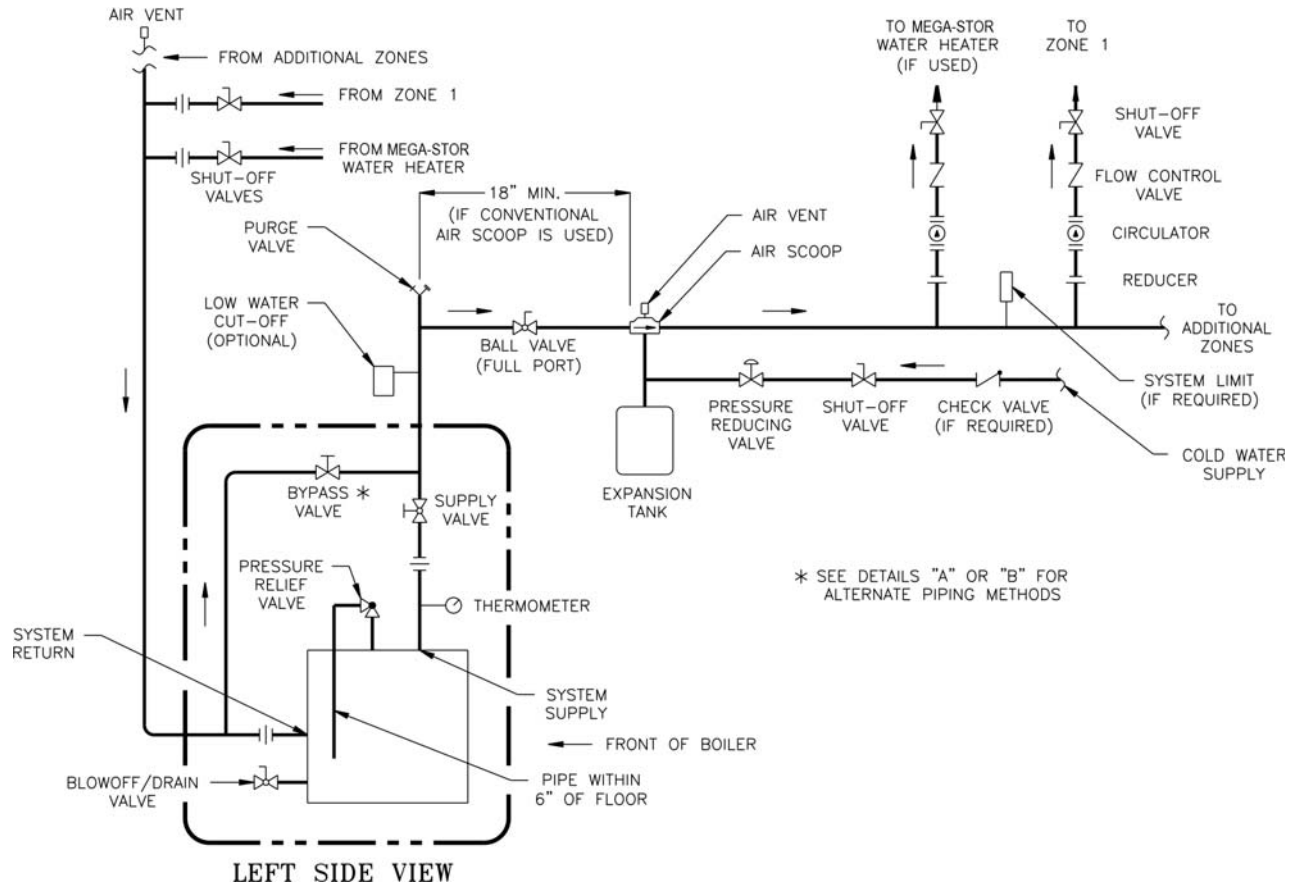 AIR VENT
FROM ADDITIONAL ZONES
FROM ZONE 1
FROM MEGA-STOR
WATER HEATER
SHUT-OFF
VALVES
TO MEGA-STOR
WATER HEATER
(IF USED)
TO
ZONE 1
SHUT-OFF
VALVE
FLOW CONTROL
VALVE
CIRCULATOR
REDUCER
18" MIN.
(IF CONVENTIONAL
AIR SCOOP IS USED)
PURGE
VALVE
AIR VENT
AIR SCOOP
LOW WATER
CUT-OFF
(OPTIONAL)
BALL VALVE
(FULL PORT)
TO
ADDITIONAL
ZONES
SYSTEM LIMIT
(IF REQUIRED)
PRESSURE
REDUCING
VALVE
SHUT-OFF
VALVE
CHECK VALVE
(IF REQUIRED)
COLD WATER
SUPPLY
EXPANSION
TANK
BYPASS *
VALVE
SUPPLY
VALVE
PRESSURE
RELIEF
VALVE
THERMOMETER
* SEE DETAILS "A" OR "B" FOR
ALTERNATE PIPING METHODS
SYSTEM
RETURN
SYSTEM
SUPPLY
FRONT OF BOILER
BLOWOFF/DRAIN
VALVE
PIPE WITHIN
6" OF FLOOR
LEFT SIDE VIEW